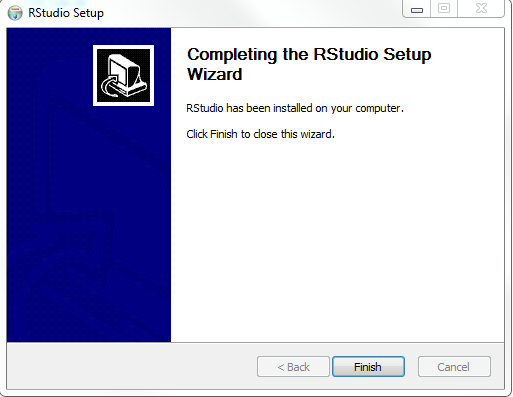 RStudio Setup
Completing the RStudio Setup
Wizard
RStudio has been installed on your computer.
Click Finish to close this wizard.
< Back
Finish
Cancel